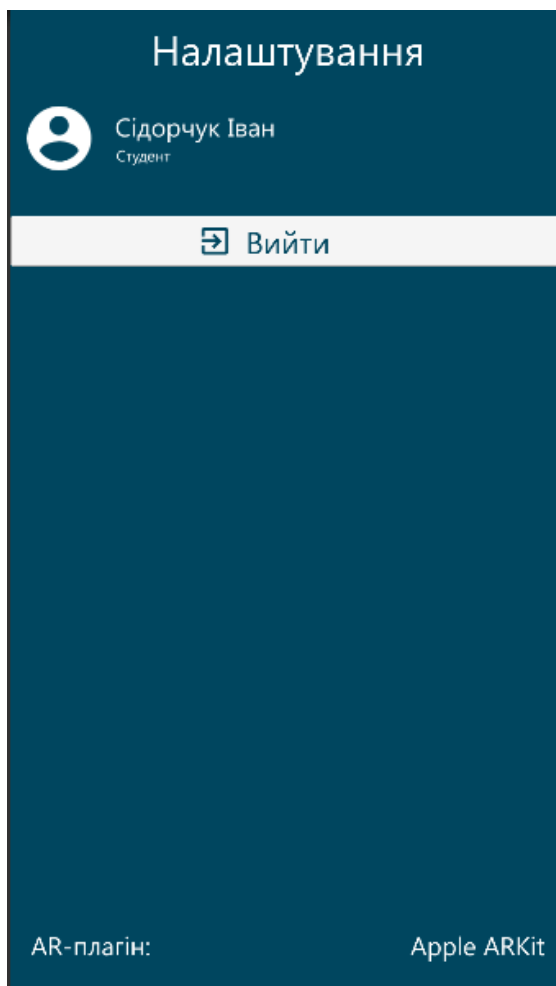 Налаштування
Сідорчук Іван
Студент
Вийти
AR-плагін: Apple ARKit